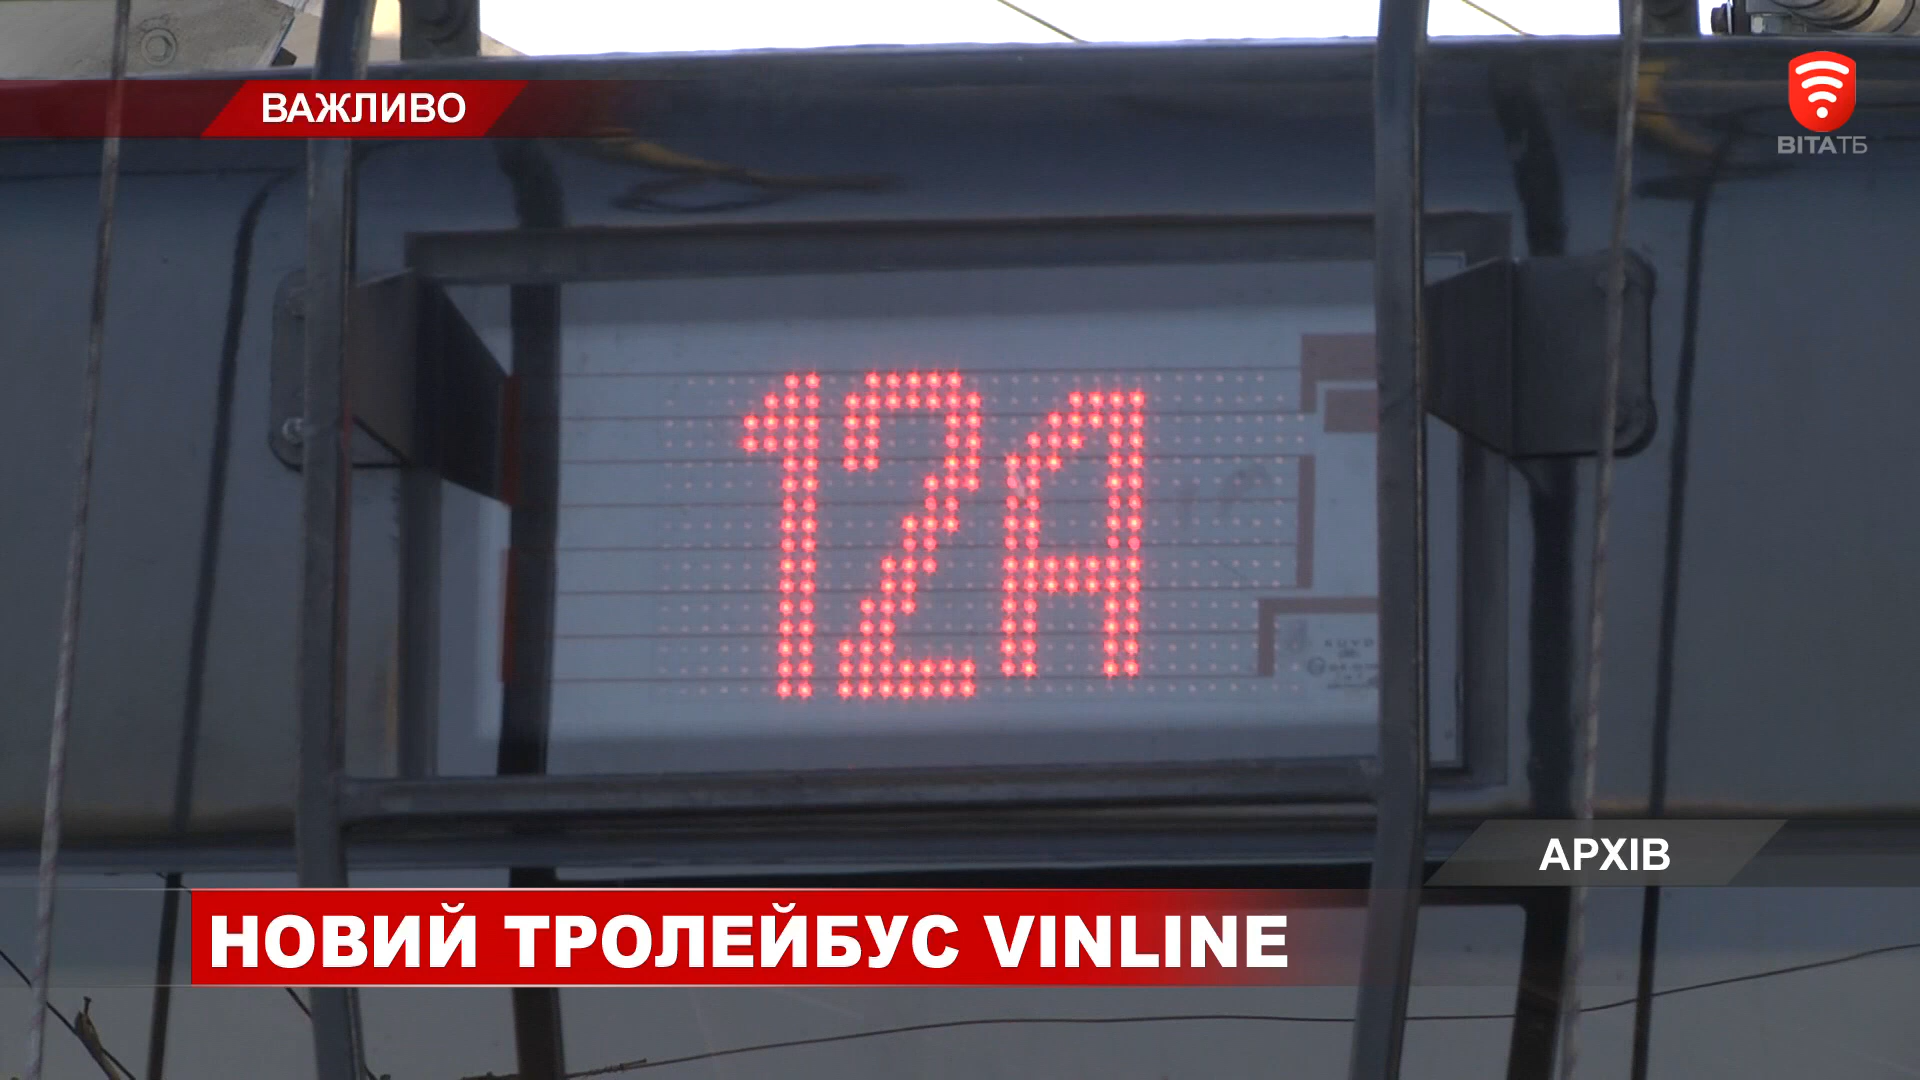 ВАЖЛИВО
ВІТАТБ
12А
АРХІВ
НОВИЙ ТРОЛЕЙБУС VINLINE